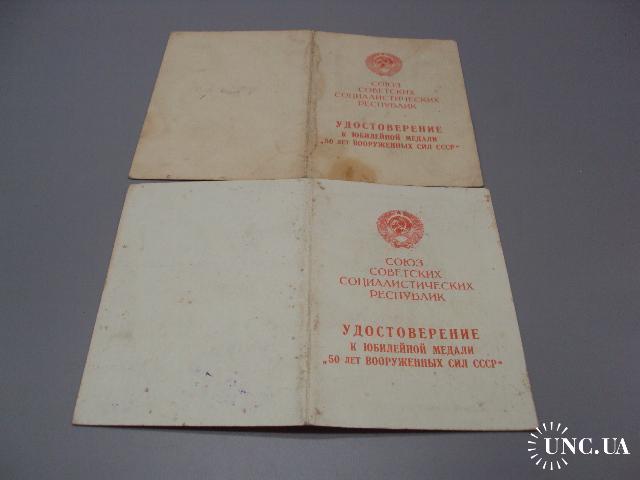 СОЮЗ
СОВЕТСКИХ
СОЦИАЛИСТИЧЕСКИХ
РЕСПУБЛИК
УДОСТОВЕРЕНИЕ
К ЮБИЛЕЙНОЙ МЕДАЛИ
„50 ЛЕТ ВООРУЖЕННЫХ СИЛ СССР"
СОЮЗ
СОВЕТСКИХ
СОЦИАЛИСТИЧЕСКИХ
РЕСПУБЛИК
УДОСТОВЕРЕНИЕ
К ЮБИЛЕЙНОЙ МЕДАЛИ
„50 ЛЕТ ВООРУЖЕННЫХ СИЛ СССР"
UNC.UA